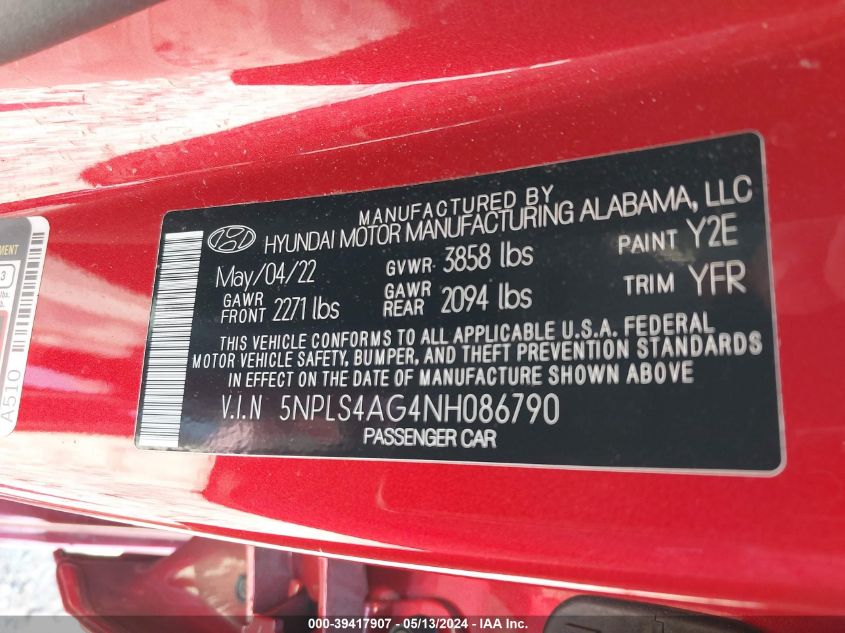 MANUFACTURED BY
HYUNDAI MOTOR MANUFACTURING ALABAMA, LLC
May/04/22 GVWR 3858 lbs PAINT Y2E
GAWR FRONT 2271 lbs GAWR REAR 2094 lbs TRIM YFR
THIS VEHICLE CONFORMS TO ALL APPLICABLE U.S.A. FEDERAL
MOTOR VEHICLE SAFETY, BUMPER, AND THEFT PREVENTION STANDARDS
IN EFFECT ON THE DATE OF MANUFACTURE SHOWN ABOVE
V.I.N 5NPLS4AG4NH086790
PASSENGER CAR
MENT
3
lbs.
A510
000-39417907 - 05/13/2024 - IAA Inc.